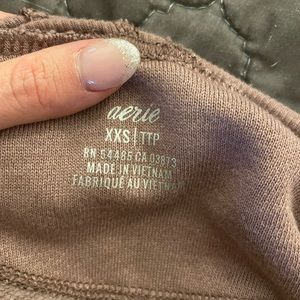 aerie
XXS | TTP
RN 54485 CA 03873
MADE IN VIETNAM
FABRIQUÉ AU VIETNAM